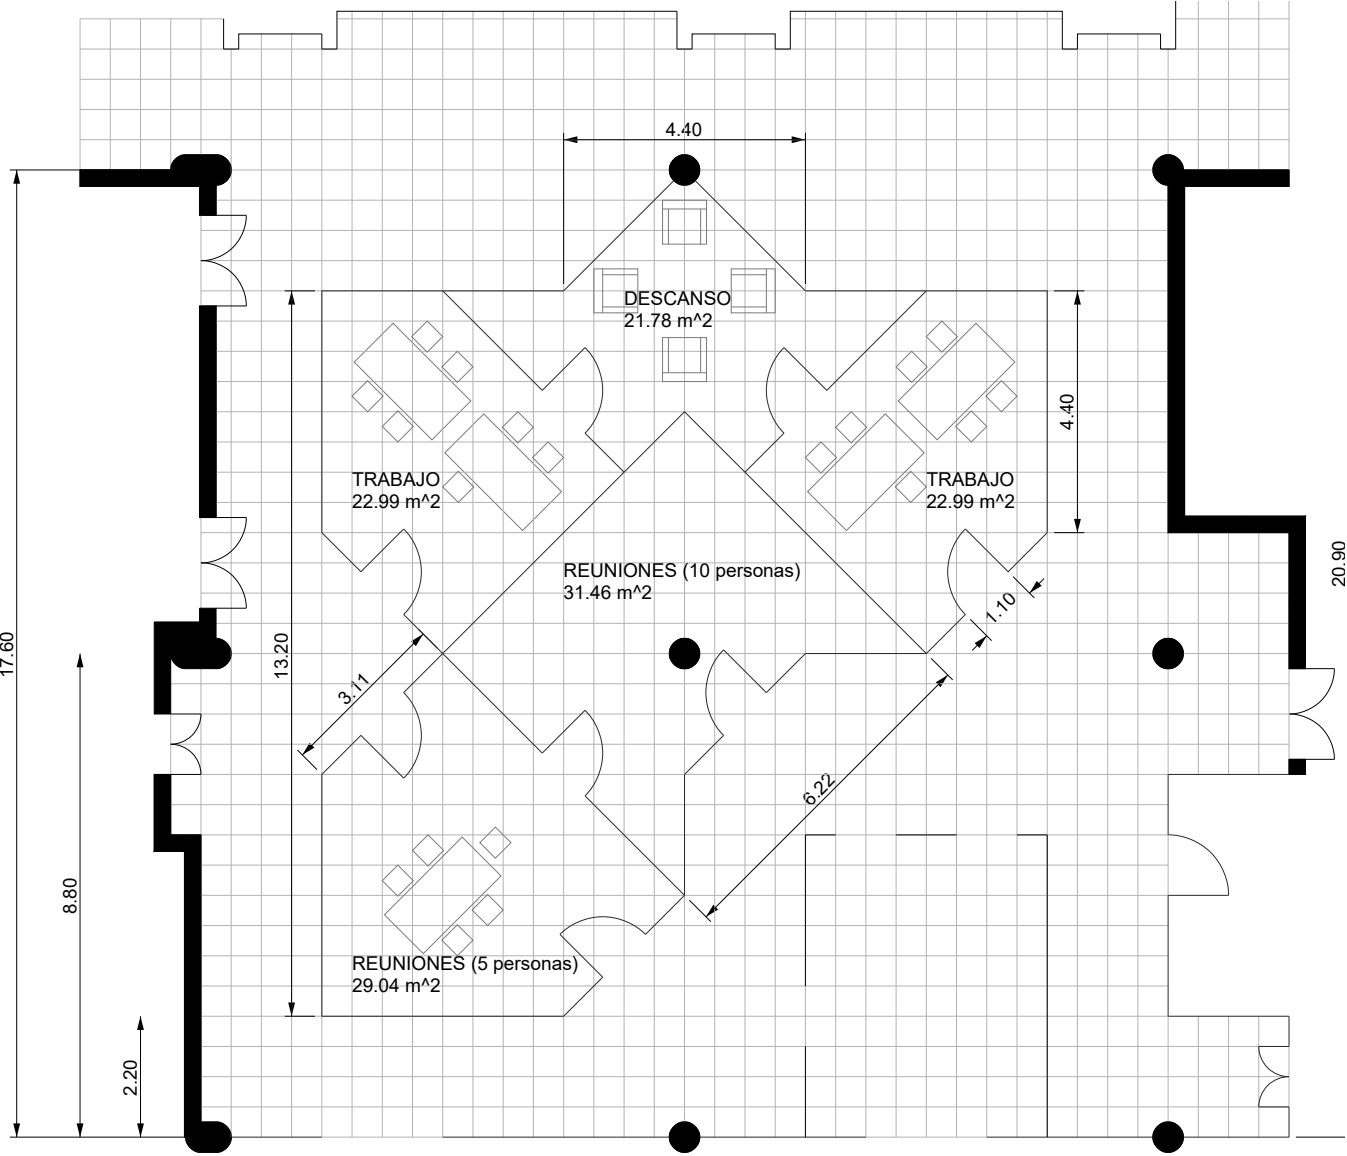 4.40
DESCANSO
21.78 m^2
4.40
TRABAJO
22.99 m^2
TRABAJO
22.99 m^2
REUNIONES (10 personas)
31.46 m^2
20.90
1.10
17.60
13.20
3.11
6.22
8.80
REUNIONES (5 personas)
29.04 m^2
2.20